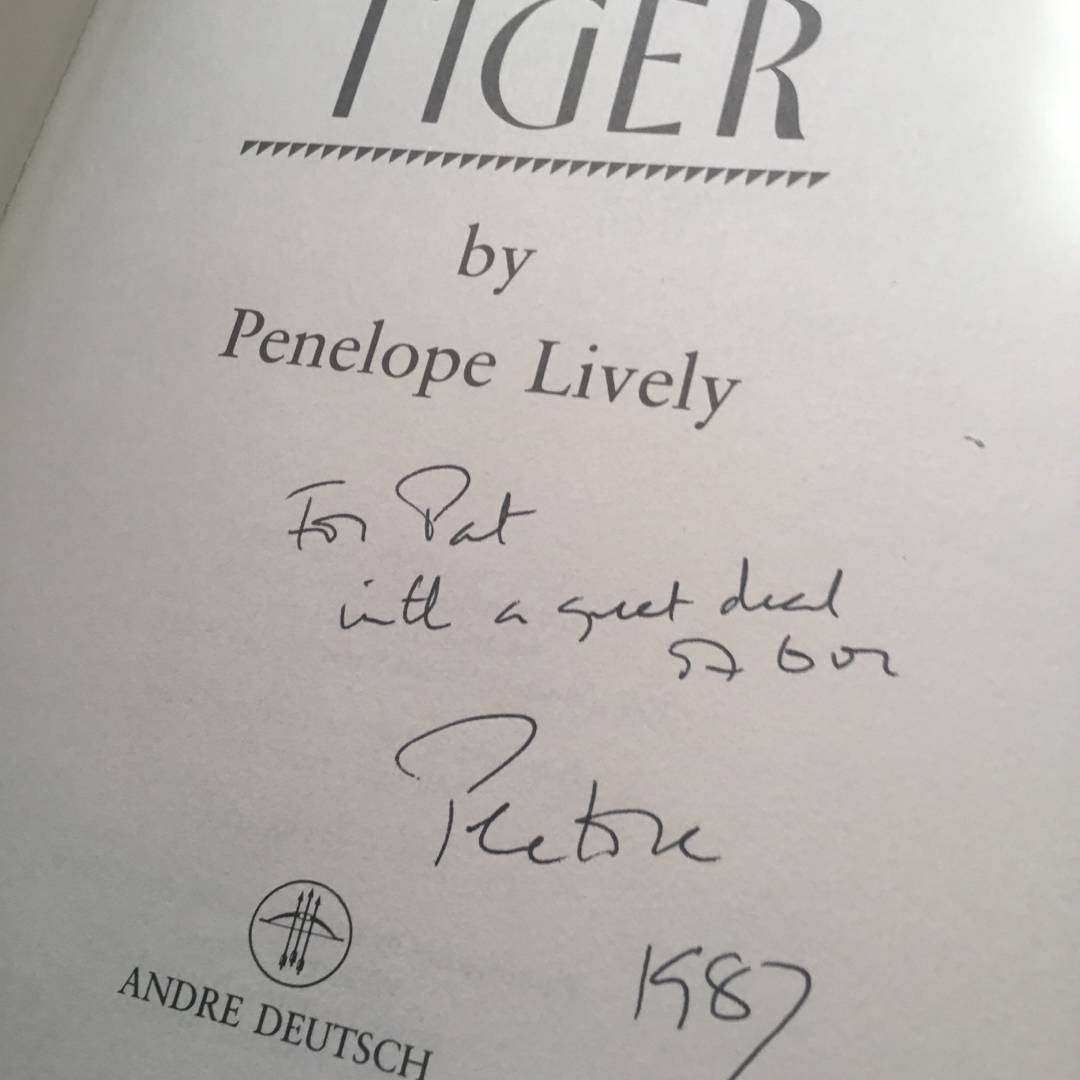 TIGER
by
Penelope Lively
For Pat
with a great deal
of love
Penelope
1987
ANDRE DEUTSCH